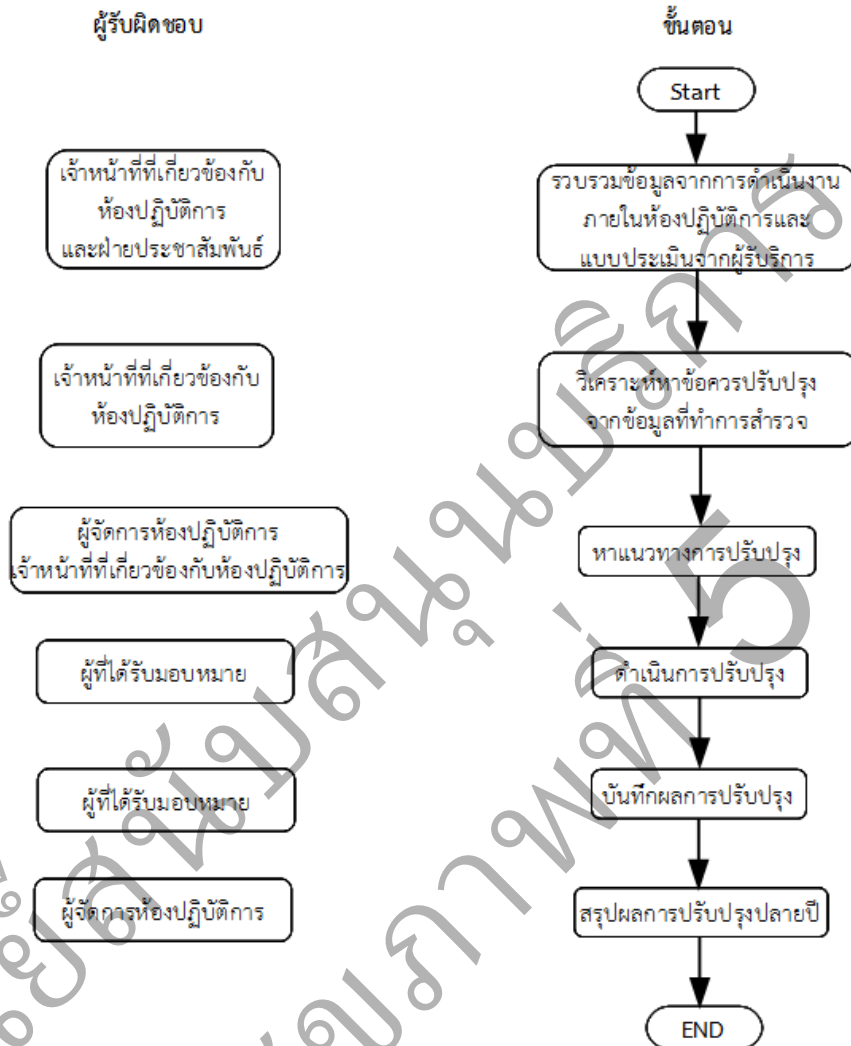 ผู้รับผิดชอบ
ขั้นตอน
Start
เจ้าหน้าที่ที่เกี่ยวข้องกับ
ห้องปฏิบัติการ
และฝ่ายประชาสัมพันธ์
รวบรวมข้อมูลจากการดำเนินงาน
ภายในห้องปฏิบัติการและ
แบบประเมินจากผู้รับริการ
เจ้าหน้าที่ที่เกี่ยวข้องกับ
ห้องปฏิบัติการ
วิเคราะห์หาข้อควรปรับปรุง
จากข้อมูลที่ทำการสำรวจ
ผู้จัดการห้องปฏิบัติการ
เจ้าหน้าที่ที่เกี่ยวข้องกับห้องปฏิบัติการ
หาแนวทางการปรับปรุง
ผู้ที่ได้รับมอบหมาย
ดำเนินการปรับปรุง
ผู้ที่ได้รับมอบหมาย
บันทึกผลการปรับปรุง
ผู้จัดการห้องปฏิบัติการ
สรุปผลการปรับปรุงปลายปี
END
ย์สนับสนุนบริการ
ขภาพที่ 5